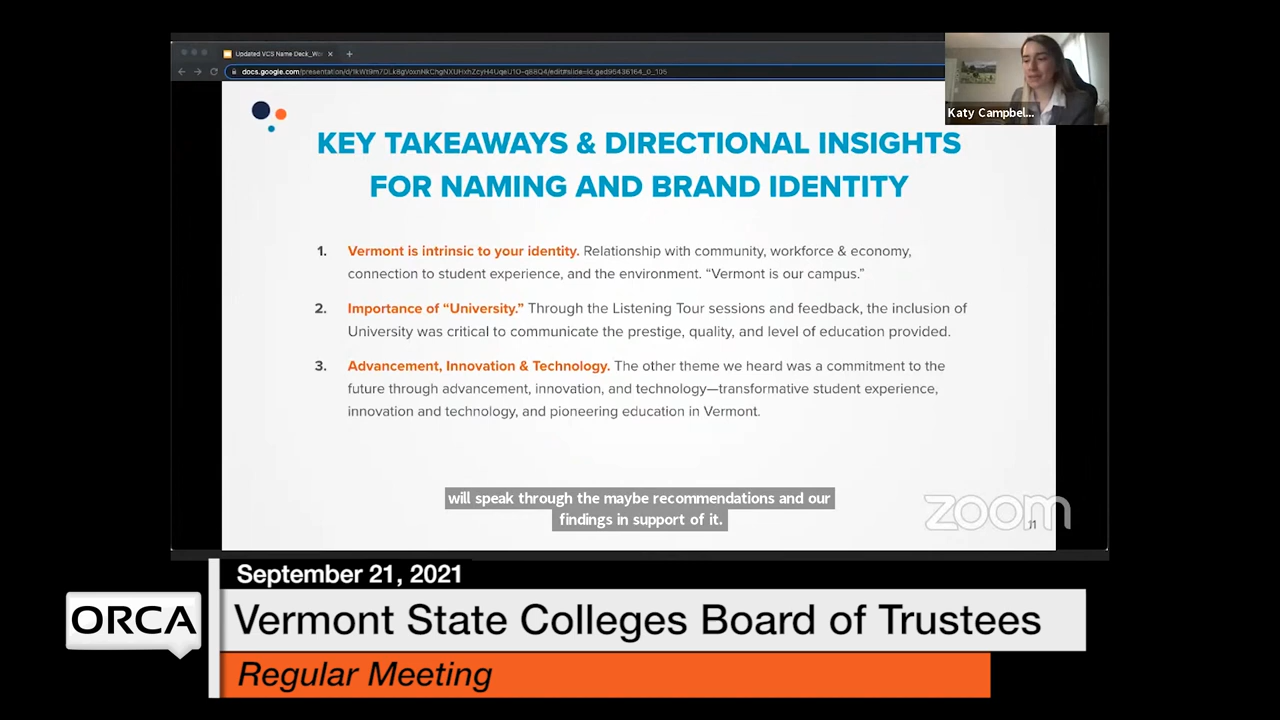 Updated VCS Name Deck_Wo
Katy Campbel...
KEY TAKEAWAYS & DIRECTIONAL INSIGHTS
FOR NAMING AND BRAND IDENTITY
1. Vermont is intrinsic to your identity. Relationship with community, workforce & economy,
connection to student experience, and the environment. “Vermont is our campus.”
2. Importance of “University.” Through the Listening Tour sessions and feedback, the inclusion of
University was critical to communicate the prestige, quality, and level of education provided.
3. Advancement, Innovation & Technology. The other theme we heard was a commitment to the
future through advancement, innovation, and technology—transformative student experience,
innovation and technology, and pioneering education in Vermont.
will speak through the maybe recommendations and our
findings in support of it.
zoom
11
September 21, 2021
ORCA
Vermont State Colleges Board of Trustees
Regular Meeting